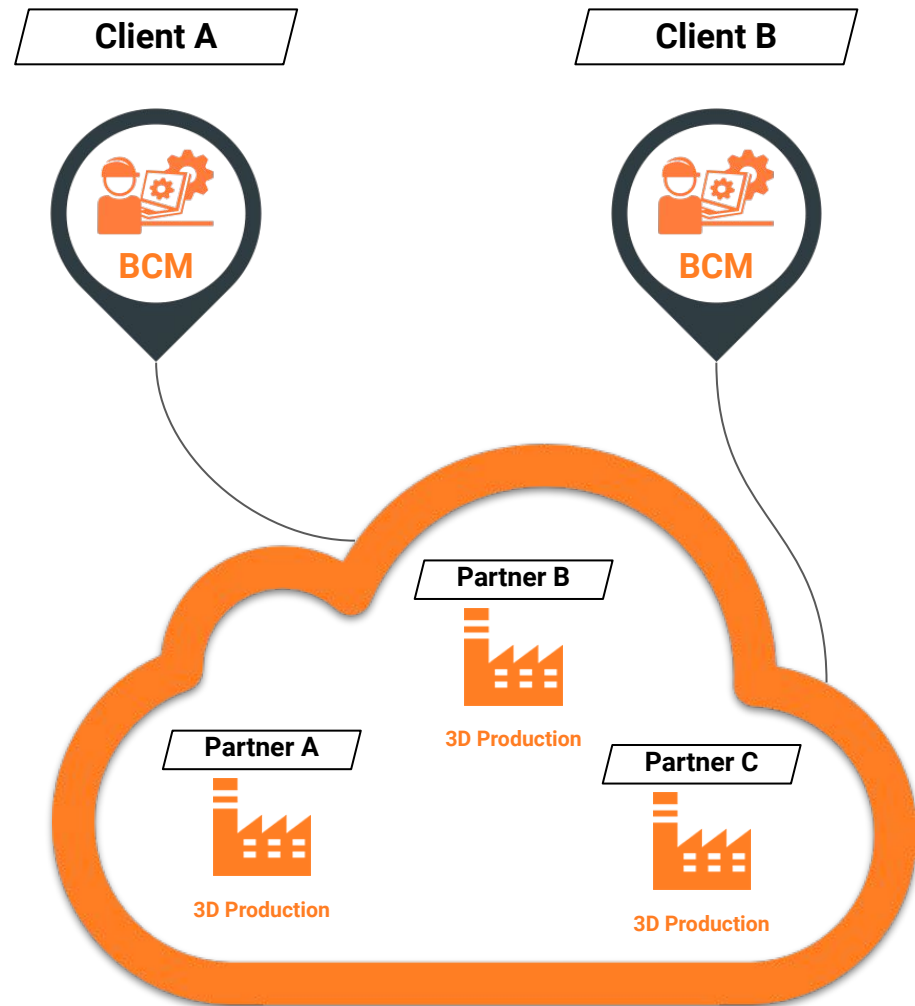 Client A
Client B
BCM
BCM
Partner B
3D Production
Partner A
3D Production
Partner C
3D Production